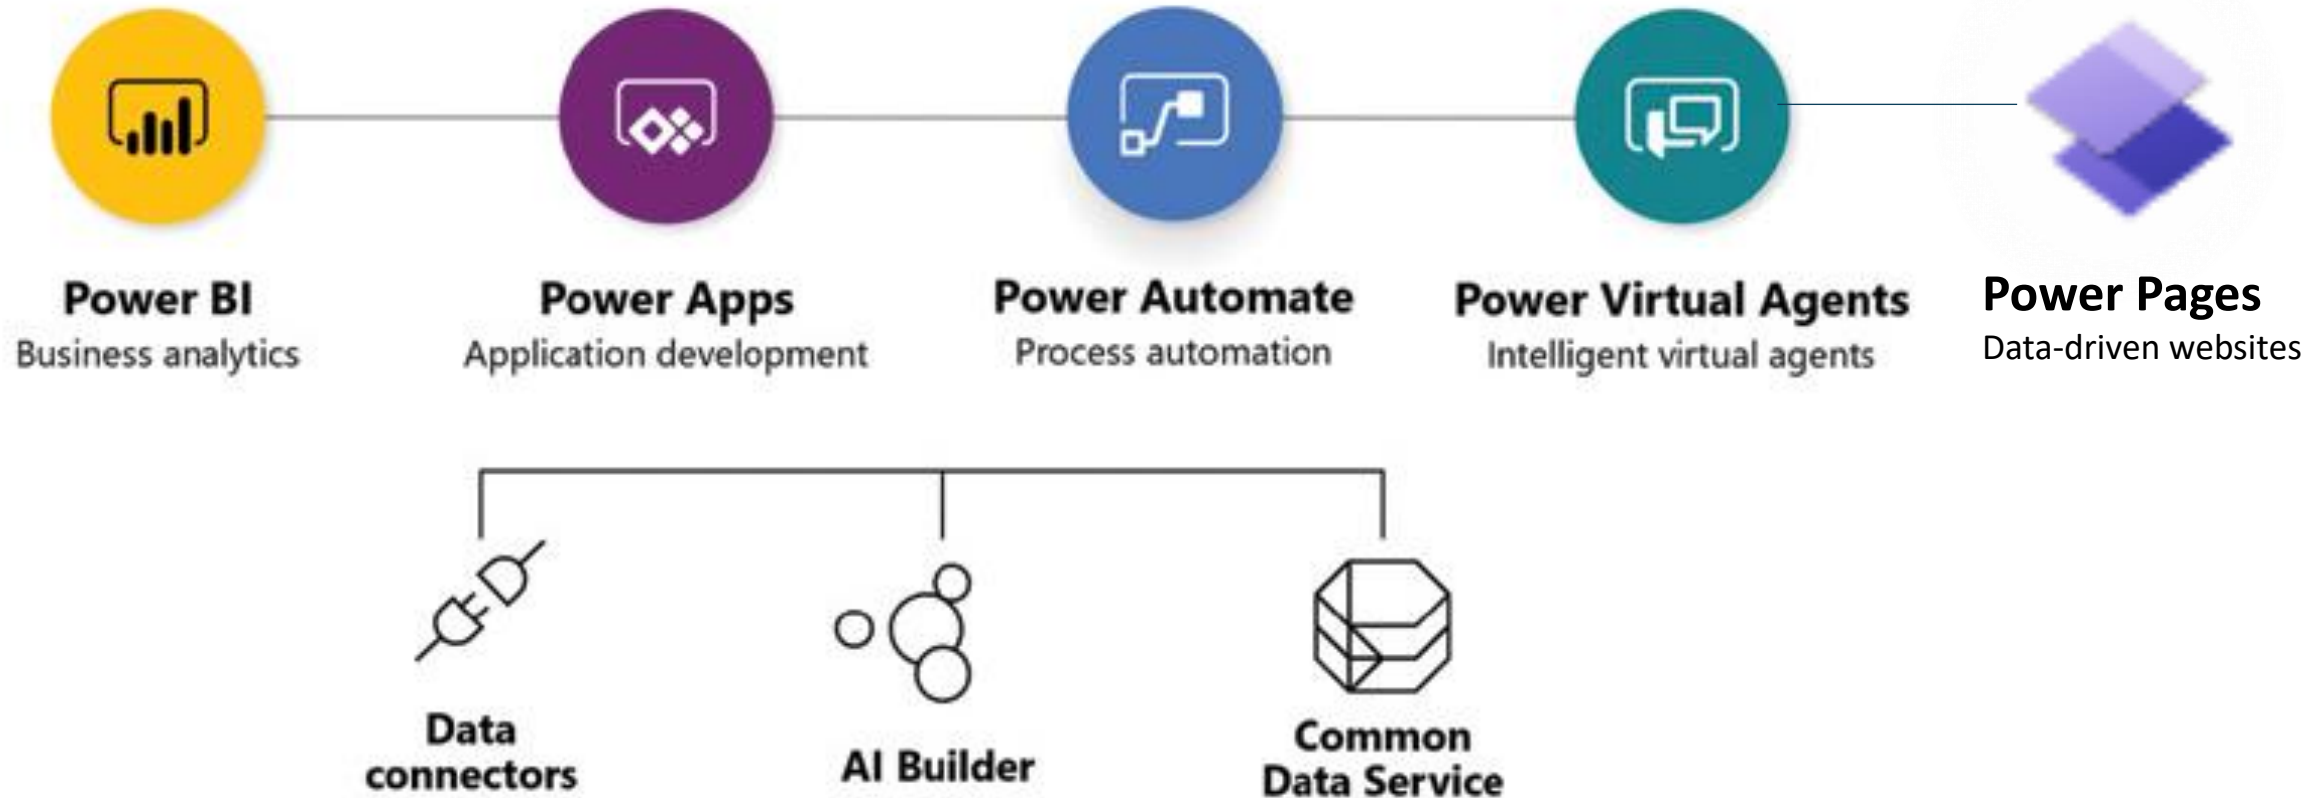 Power BI
Business analytics
Power Apps
Application development
Power Automate
Process automation
Power Virtual Agents
Intelligent virtual agents
Power Pages
Data-driven websites
Data
connectors
AI Builder
Common
Data Service